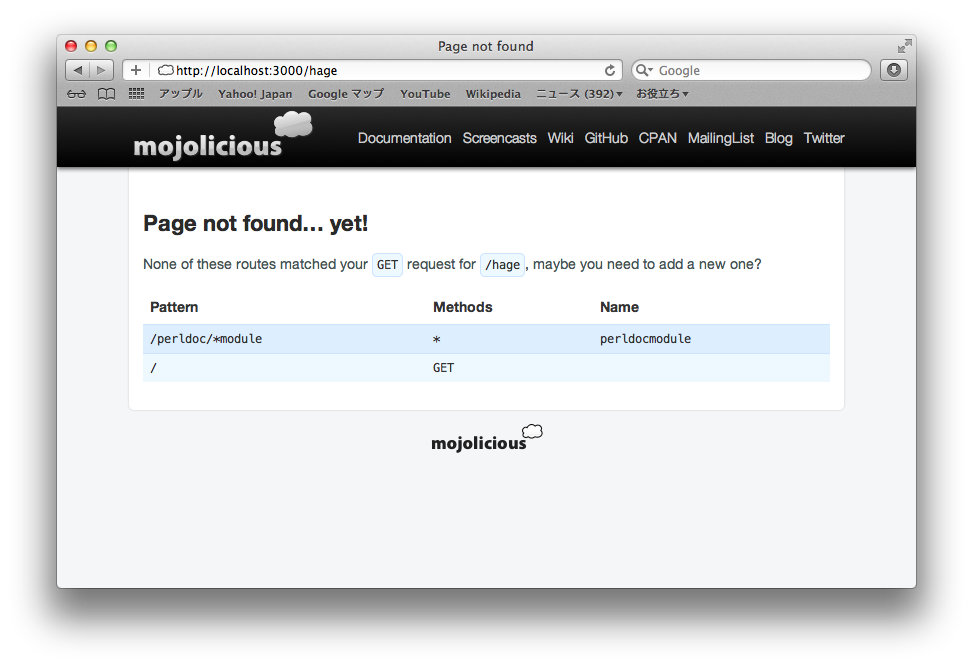 Page not found
http://localhost:3000/hage
Google
アップル Yahoo! Japan Google マップ YouTube Wikipedia ニュース (392)▾ お役立ち▾
mojolicious Documentation Screencasts Wiki GitHub CPAN MailingList Blog Twitter
Page not found... yet!
None of these routes matched your GET request for /hage, maybe you need to add a new one?
Pattern Methods Name
/perldoc/*module * perldocmodule
/ GET
mojolicious